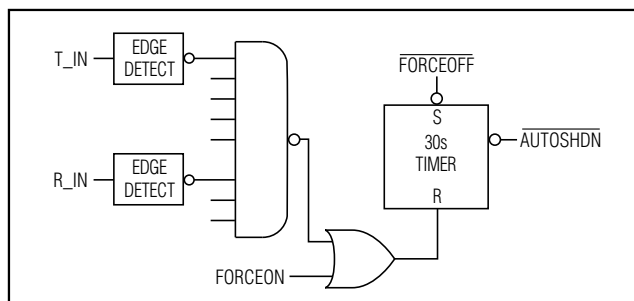 T_IN
EDGE
DETECT
R_IN
EDGE
DETECT
FORCEON
FORCEOFF
S
30s
TIMER
R
AUTOSHDN